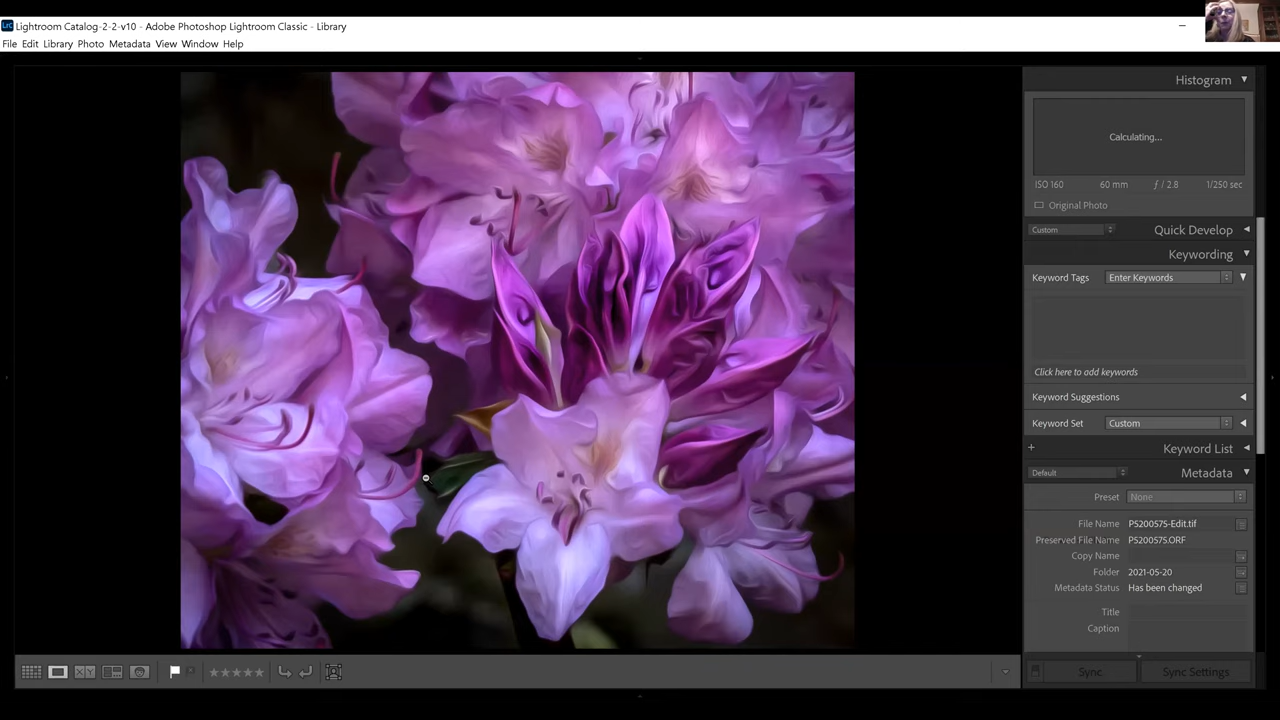 Lightroom Catalog-2-2-v10 - Adobe Photoshop Lightroom Classic - Library
File Edit Library Photo Metadata View Window Help
Histogram
Calculating...
ISO 160 60 mm ƒ / 2.8 1/250 sec
Original Photo
Custom Quick Develop
Keywording
Keyword Tags Enter Keywords
Click here to add keywords
Keyword Suggestions
Keyword Set Custom
Keyword List
Default Metadata
Preset None
File Name P5200575-Edit.tif
Preserved File Name P5200575.ORF
Copy Name
Folder 2021-05-20
Metadata Status Has been changed
Title
Caption
Sync Sync Settings